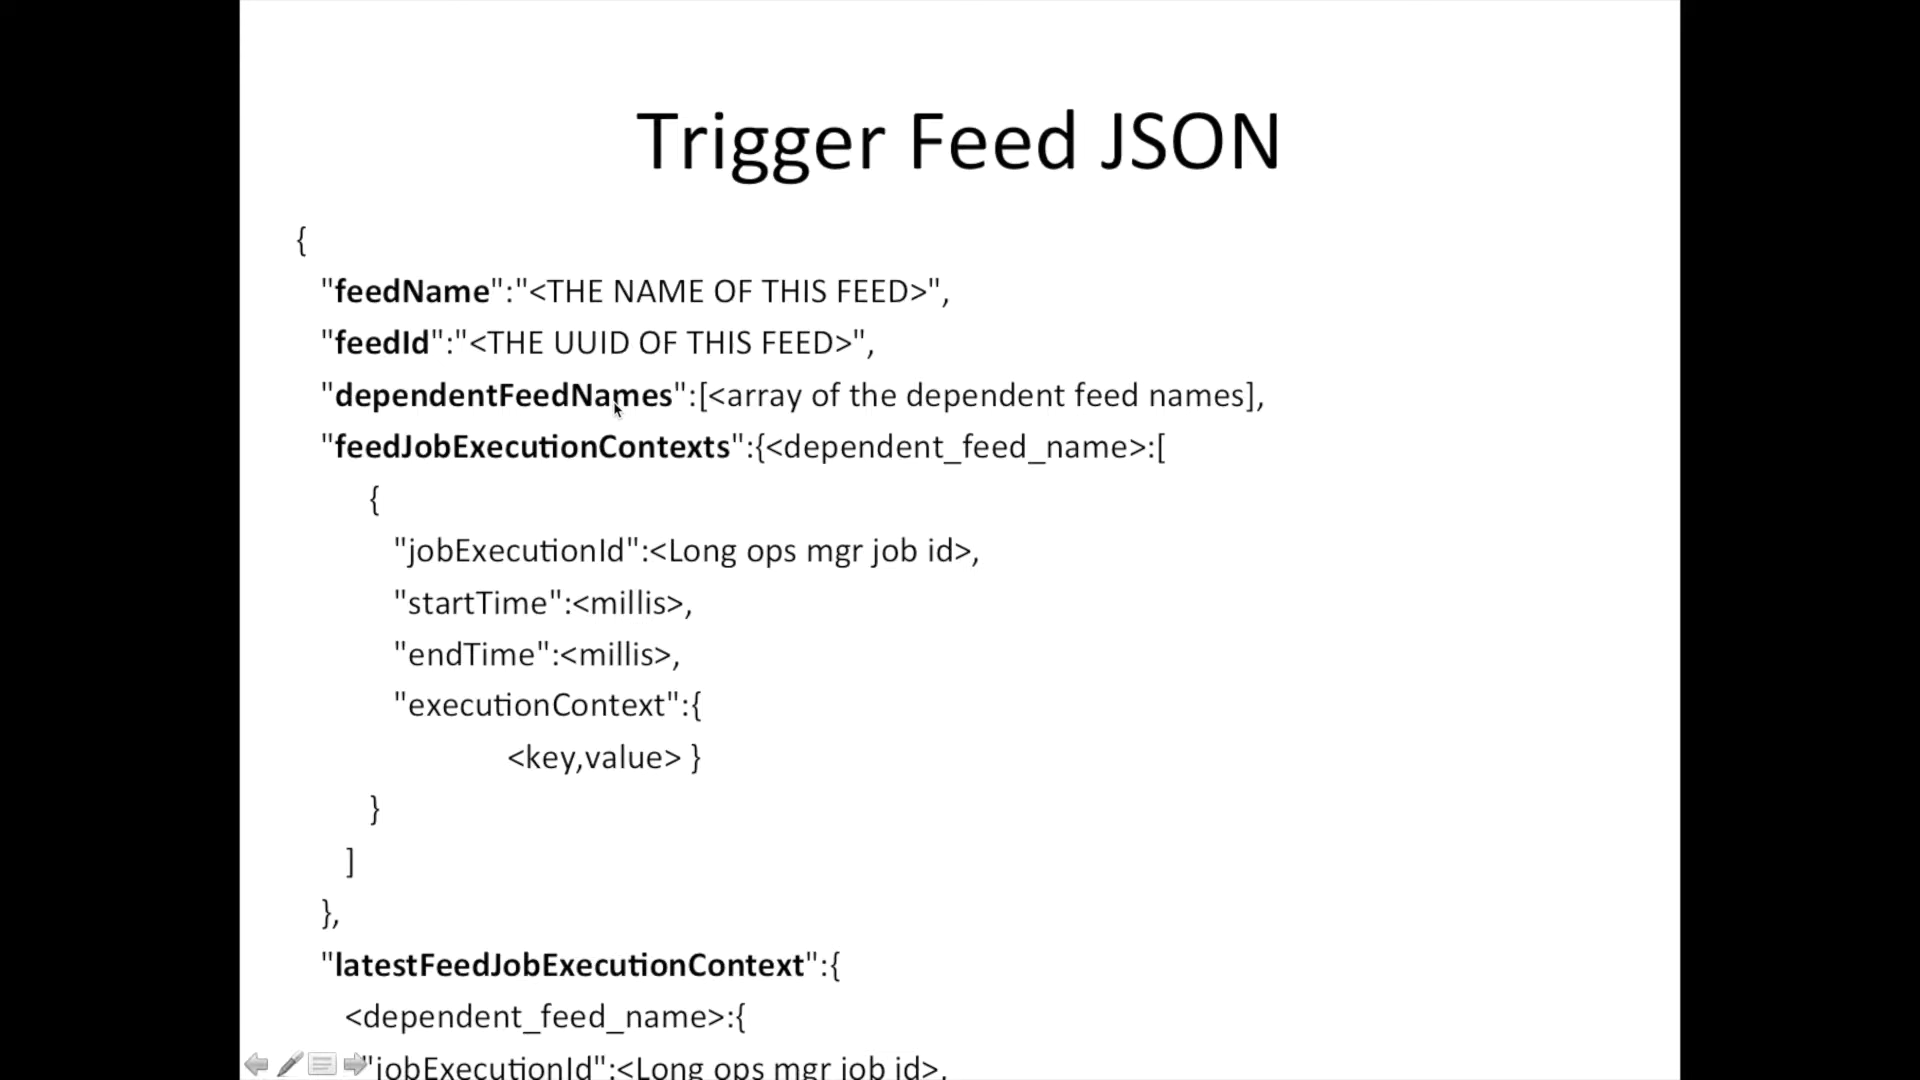 Trigger Feed JSON
{
"feedName":"<THE NAME OF THIS FEED>",
"feedId":"<THE UUID OF THIS FEED>",
"dependentFeedNames":[<array of the dependent feed names],
"feedJobExecutionContexts":{<dependent_feed_name>:[
{
"jobExecutionId":<Long ops mgr job id>,
"startTime":<millis>,
"endTime":<millis>,
"executionContext":{
<key,value> }
}
]
},
"latestFeedJobExecutionContext":{
<dependent_feed_name>:{
"jobExecutionId":<Long ops mgr job id>,